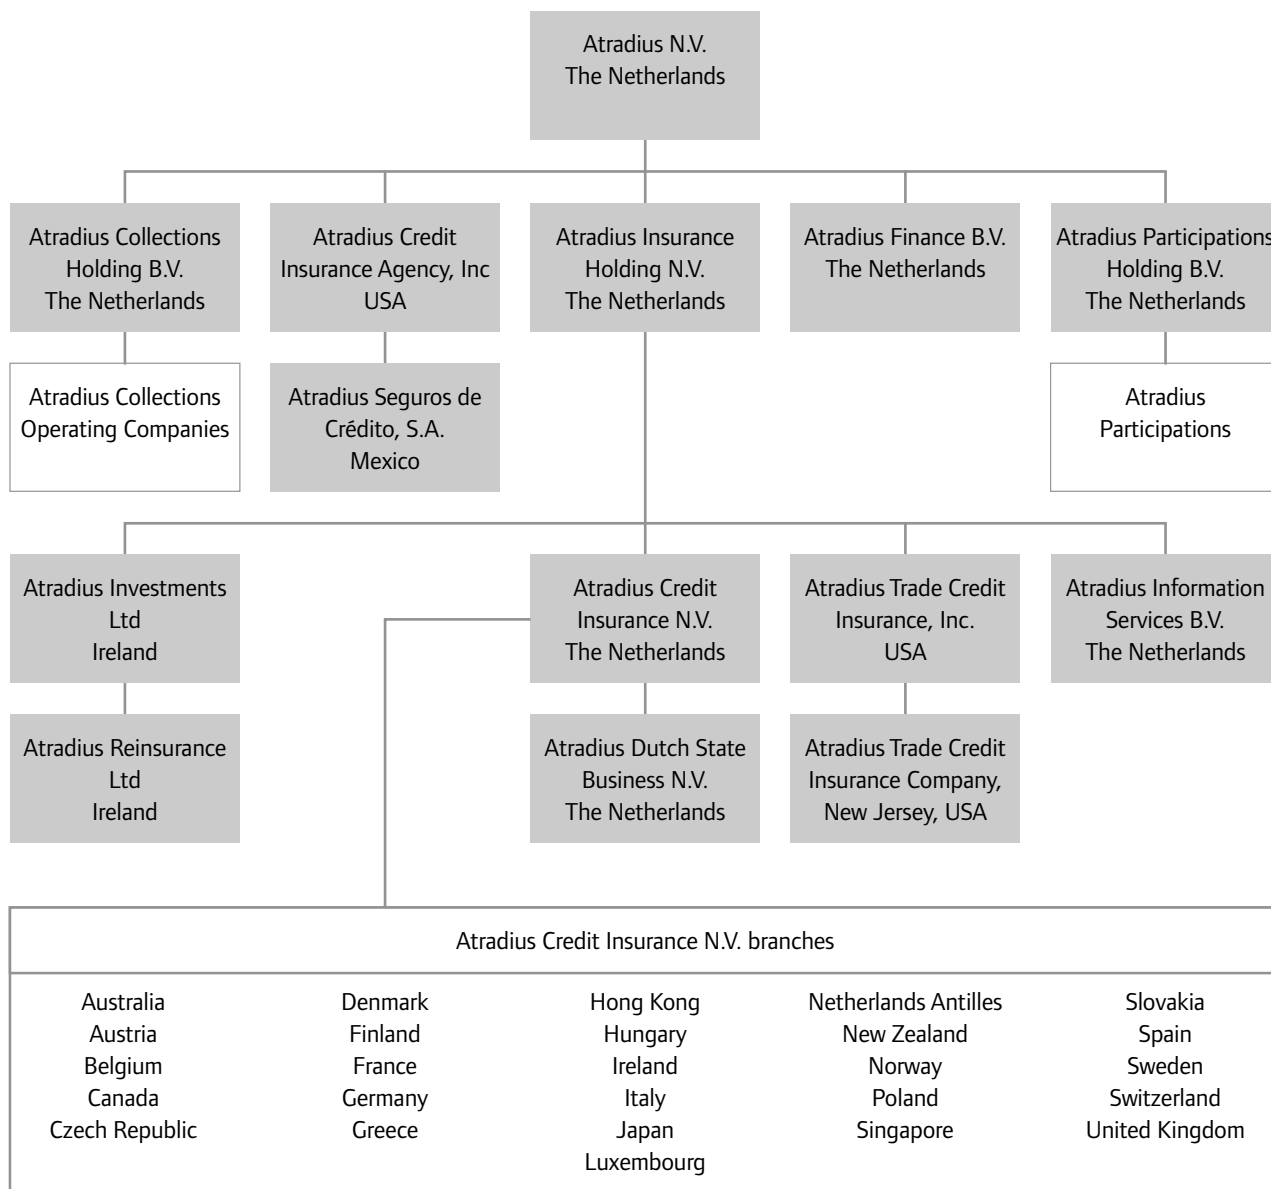 Atradius N.V.
The Netherlands
Atradius Collections
Holding B.V.
The Netherlands
Atradius Credit
Insurance Agency, Inc
USA
Atradius Insurance
Holding N.V.
The Netherlands
Atradius Finance B.V.
The Netherlands
Atradius Participations
Holding B.V.
The Netherlands
Atradius Collections
Operating Companies
Atradius Seguros de
Crédito, S.A.
Mexico
Atradius
Participations
Atradius Investments
Ltd
Ireland
Atradius Credit
Insurance N.V.
The Netherlands
Atradius Trade Credit
Insurance, Inc.
USA
Atradius Information
Services B.V.
The Netherlands
Atradius Reinsurance
Ltd
Ireland
Atradius Dutch State
Business N.V.
The Netherlands
Atradius Trade Credit
Insurance Company,
New Jersey, USA
Atradius Credit Insurance N.V. branches
Australia
Austria
Belgium
Canada
Czech Republic
Denmark
Finland
France
Germany
Greece
Hong Kong
Hungary
Ireland
Italy
Japan
Luxembourg
Netherlands Antilles
New Zealand
Norway
Poland
Singapore
Slovakia
Spain
Sweden
Switzerland
United Kingdom